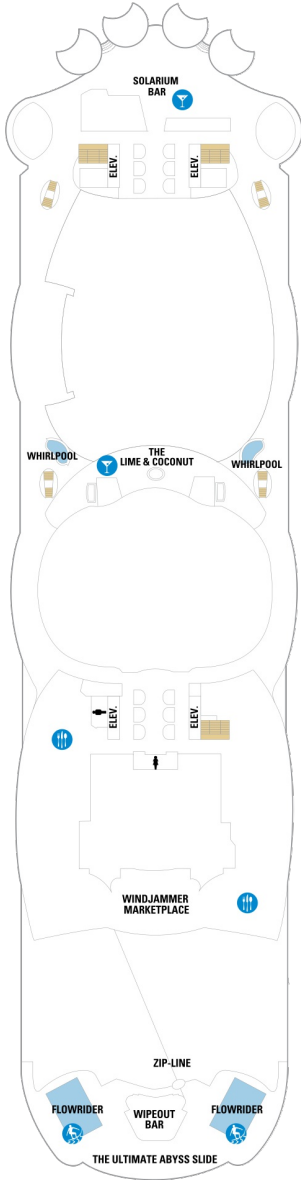 SOLARIUM
BAR
ELEV.
ELEV.
WHIRLPOOL
THE
LIME & COCONUT
WHIRLPOOL
ELEV.
ELEV.
WINDJAMMER
MARKETPLACE
ZIP-LINE
FLOWRIDER
WIPEOUT
BAR
FLOWRIDER
THE ULTIMATE ABYSS SLIDE